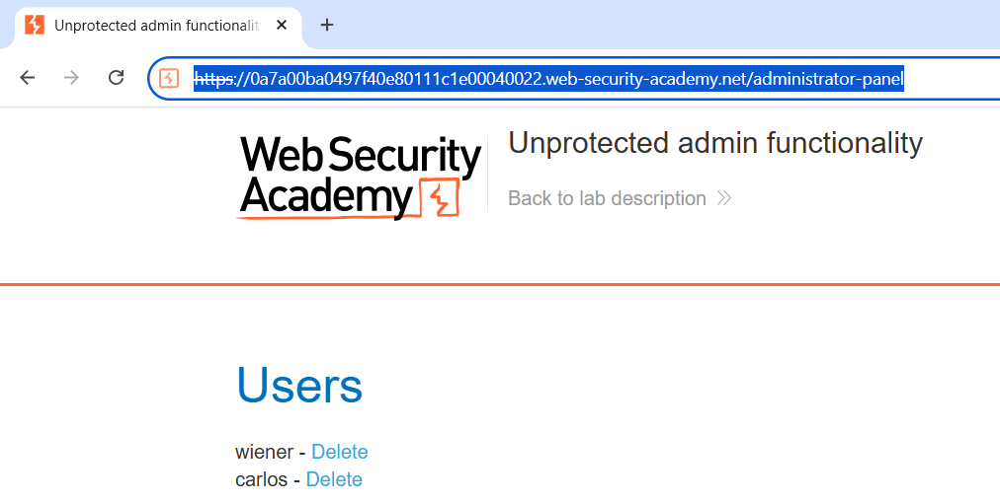 Unprotected admin functionalit
https://0a7a00ba0497f40e80111c1e00040022.web-security-academy.net/administrator-panel
Web Security
Academy
Unprotected admin functionality
Back to lab description
Users
wiener - Delete
carlos - Delete